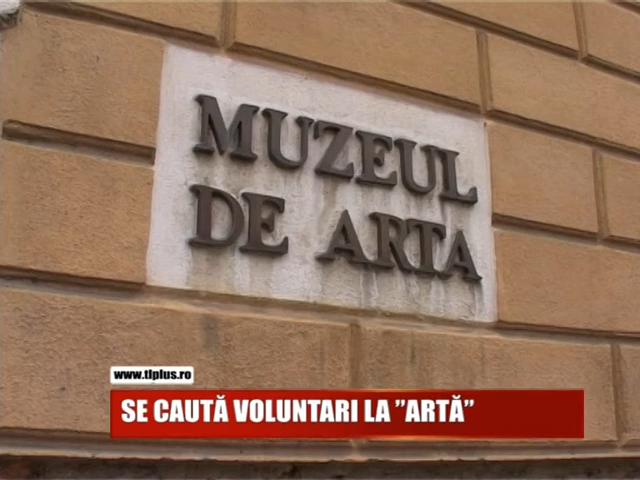 MUZEUL
DE ARTA
www.tlplus.ro
SE CAUTĂ VOLUNTARI LA ”ARTĂ”